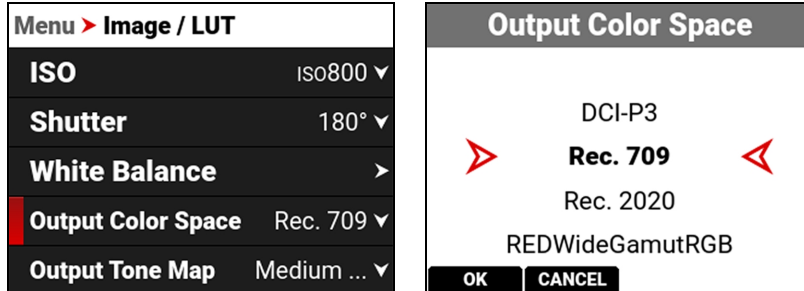 Menu > Image / LUT
ISO ISO800
Shutter 180°
White Balance
Output Color Space Rec. 709
Output Tone Map Medium ...
Output Color Space
DCI-P3
Rec. 709
Rec. 2020
REDWideGamutRGB
OK CANCEL